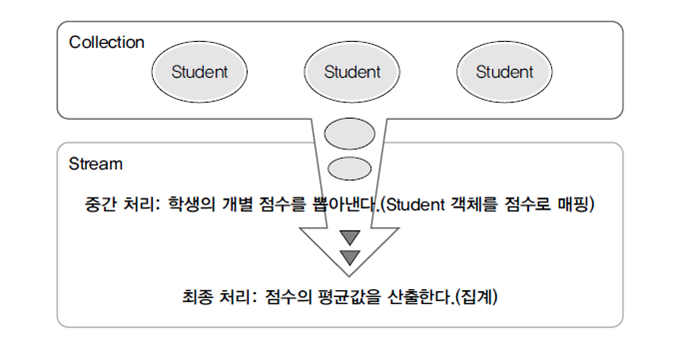 Collection
Student Student Student
Stream
중간 처리: 학생의 개별 점수를 뽑아낸다.(Student 객체를 점수로 매핑)
최종 처리: 점수의 평균값을 산출한다.(집계)